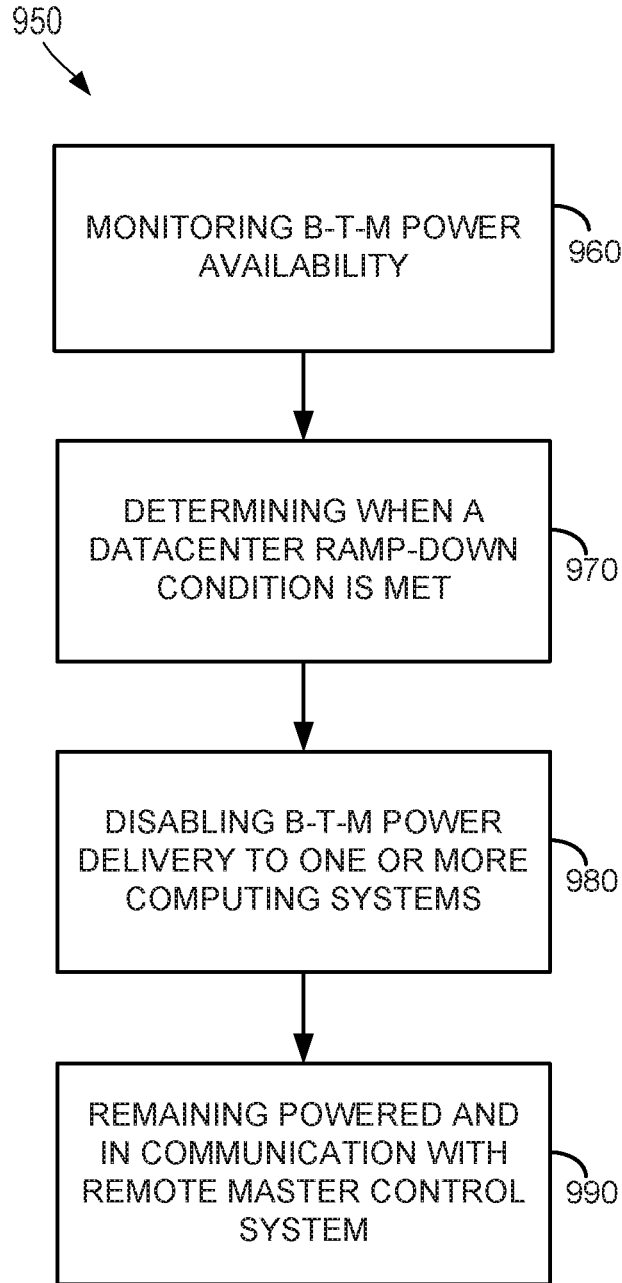 950
MONITORING B-T-M POWER
AVAILABILITY
960
DETERMINING WHEN A
DATACENTER RAMP-DOWN
CONDITION IS MET
970
DISABLING B-T-M POWER
DELIVERY TO ONE OR MORE
COMPUTING SYSTEMS
980
REMAINING POWERED AND
IN COMMUNICATION WITH
REMOTE MASTER CONTROL
SYSTEM
990